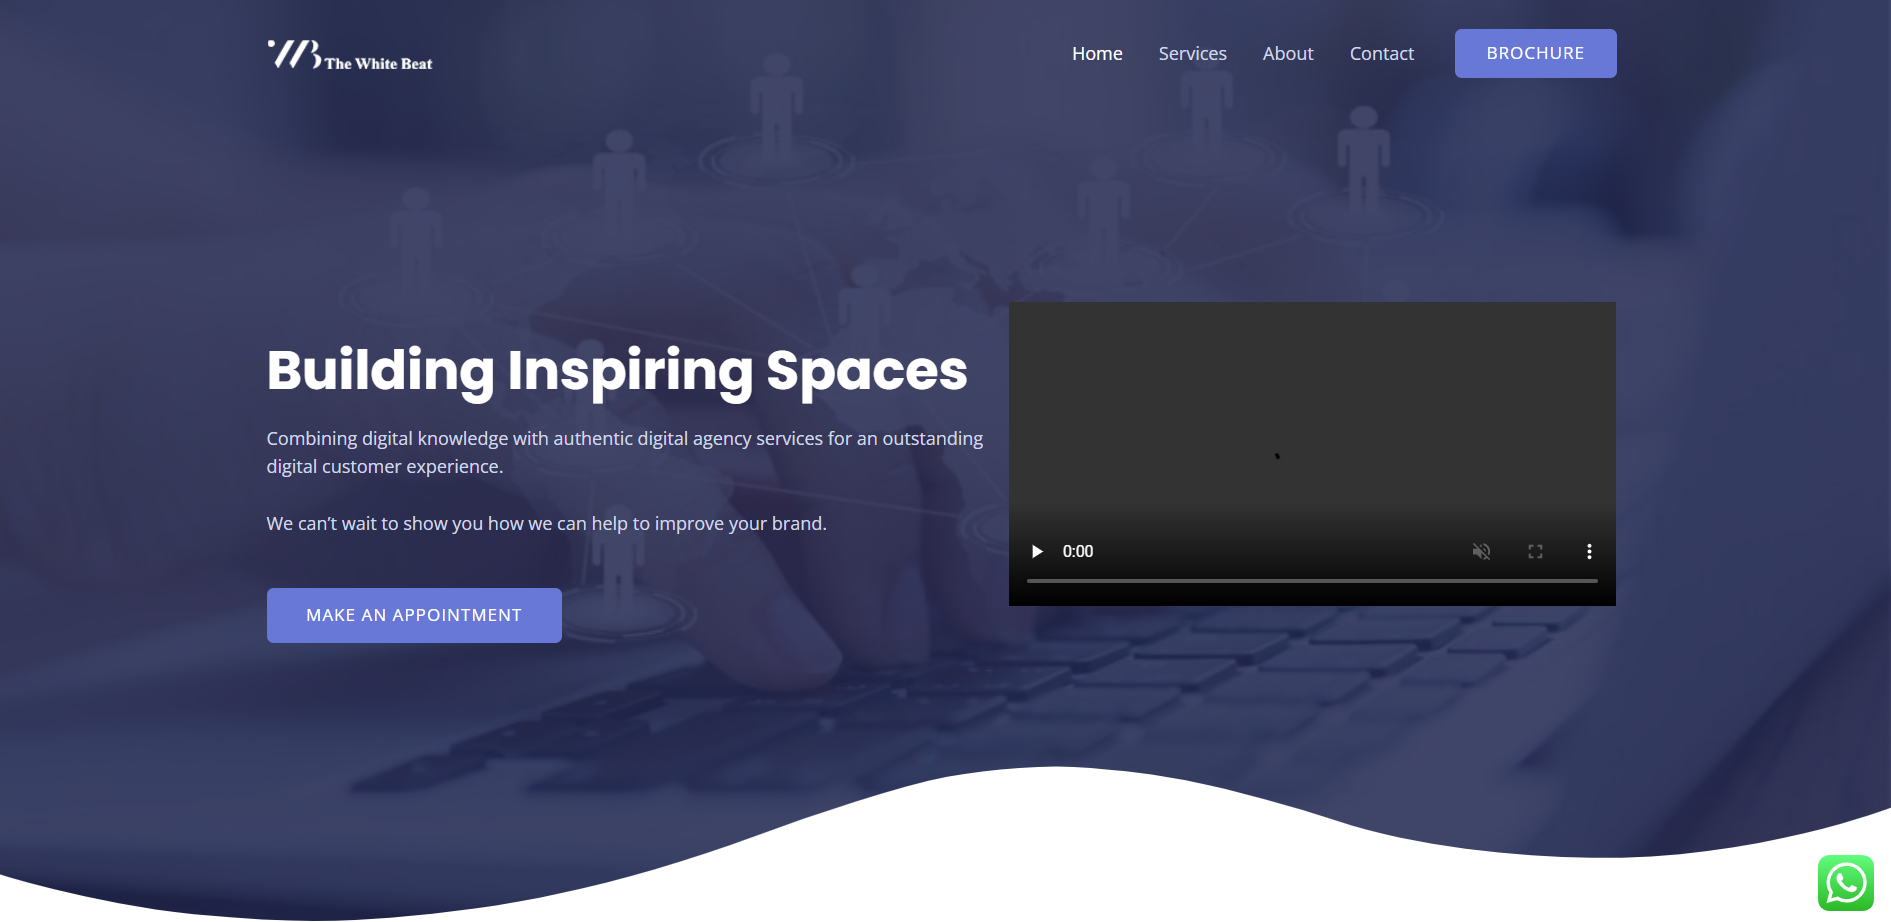 The White Beat
Home
Services
About
Contact
BROCHURE
Building Inspiring Spaces
Combining digital knowledge with authentic digital agency services for an outstanding
digital customer experience.
We can’t wait to show you how we can help to improve your brand.
MAKE AN APPOINTMENT
0:00